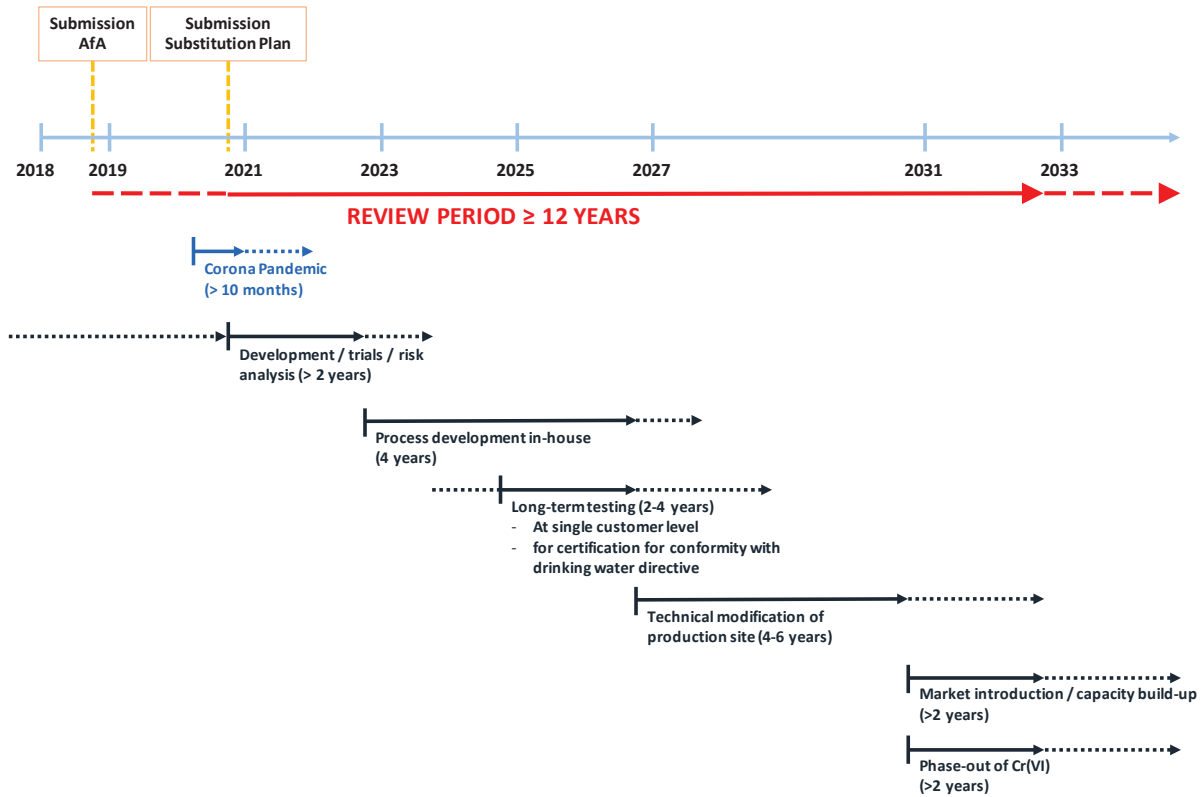 Submission
AfA
Submission
Substitution Plan
2018
2019
2021
2023
2025
2027
2031
2033
REVIEW PERIOD ≥ 12 YEARS
Corona Pandemic
(> 10 months)
Development / trials / risk
analysis (> 2 years)
Process development in-house
(4 years)
Long-term testing (2-4 years)
- At single customer level
- for certification for conformity with
drinking water directive
Technical modification of
production site (4-6 years)
Market introduction / capacity build-up
(>2 years)
Phase-out of Cr(VI)
(>2 years)